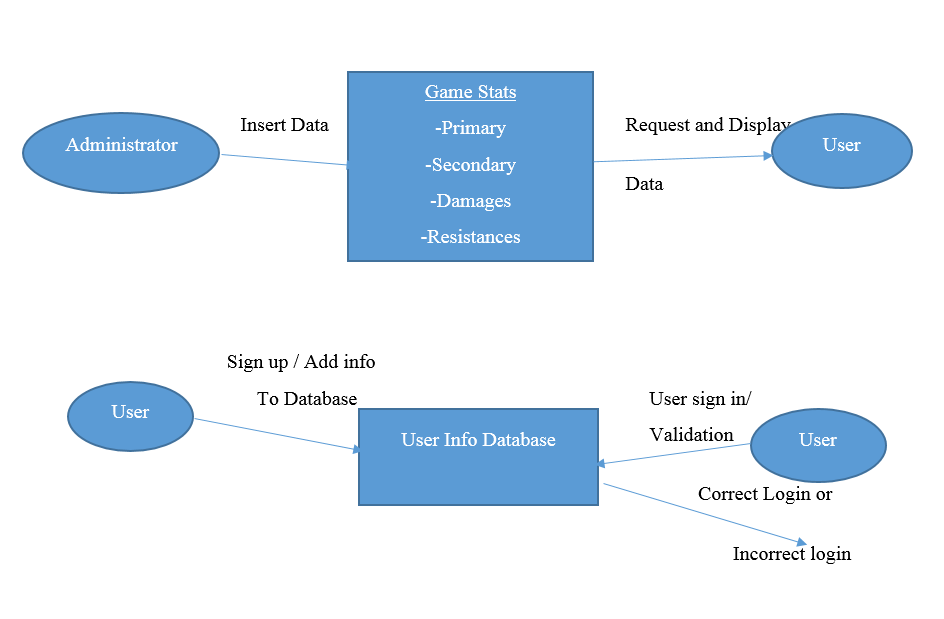 Game Stats
-Primary
-Secondary
-Damages
-Resistances
Administrator
Insert Data
Request and Display
Data
User
Sign up / Add info
To Database
User
User Info Database
User sign in/
Validation
User
Correct Login or
Incorrect login